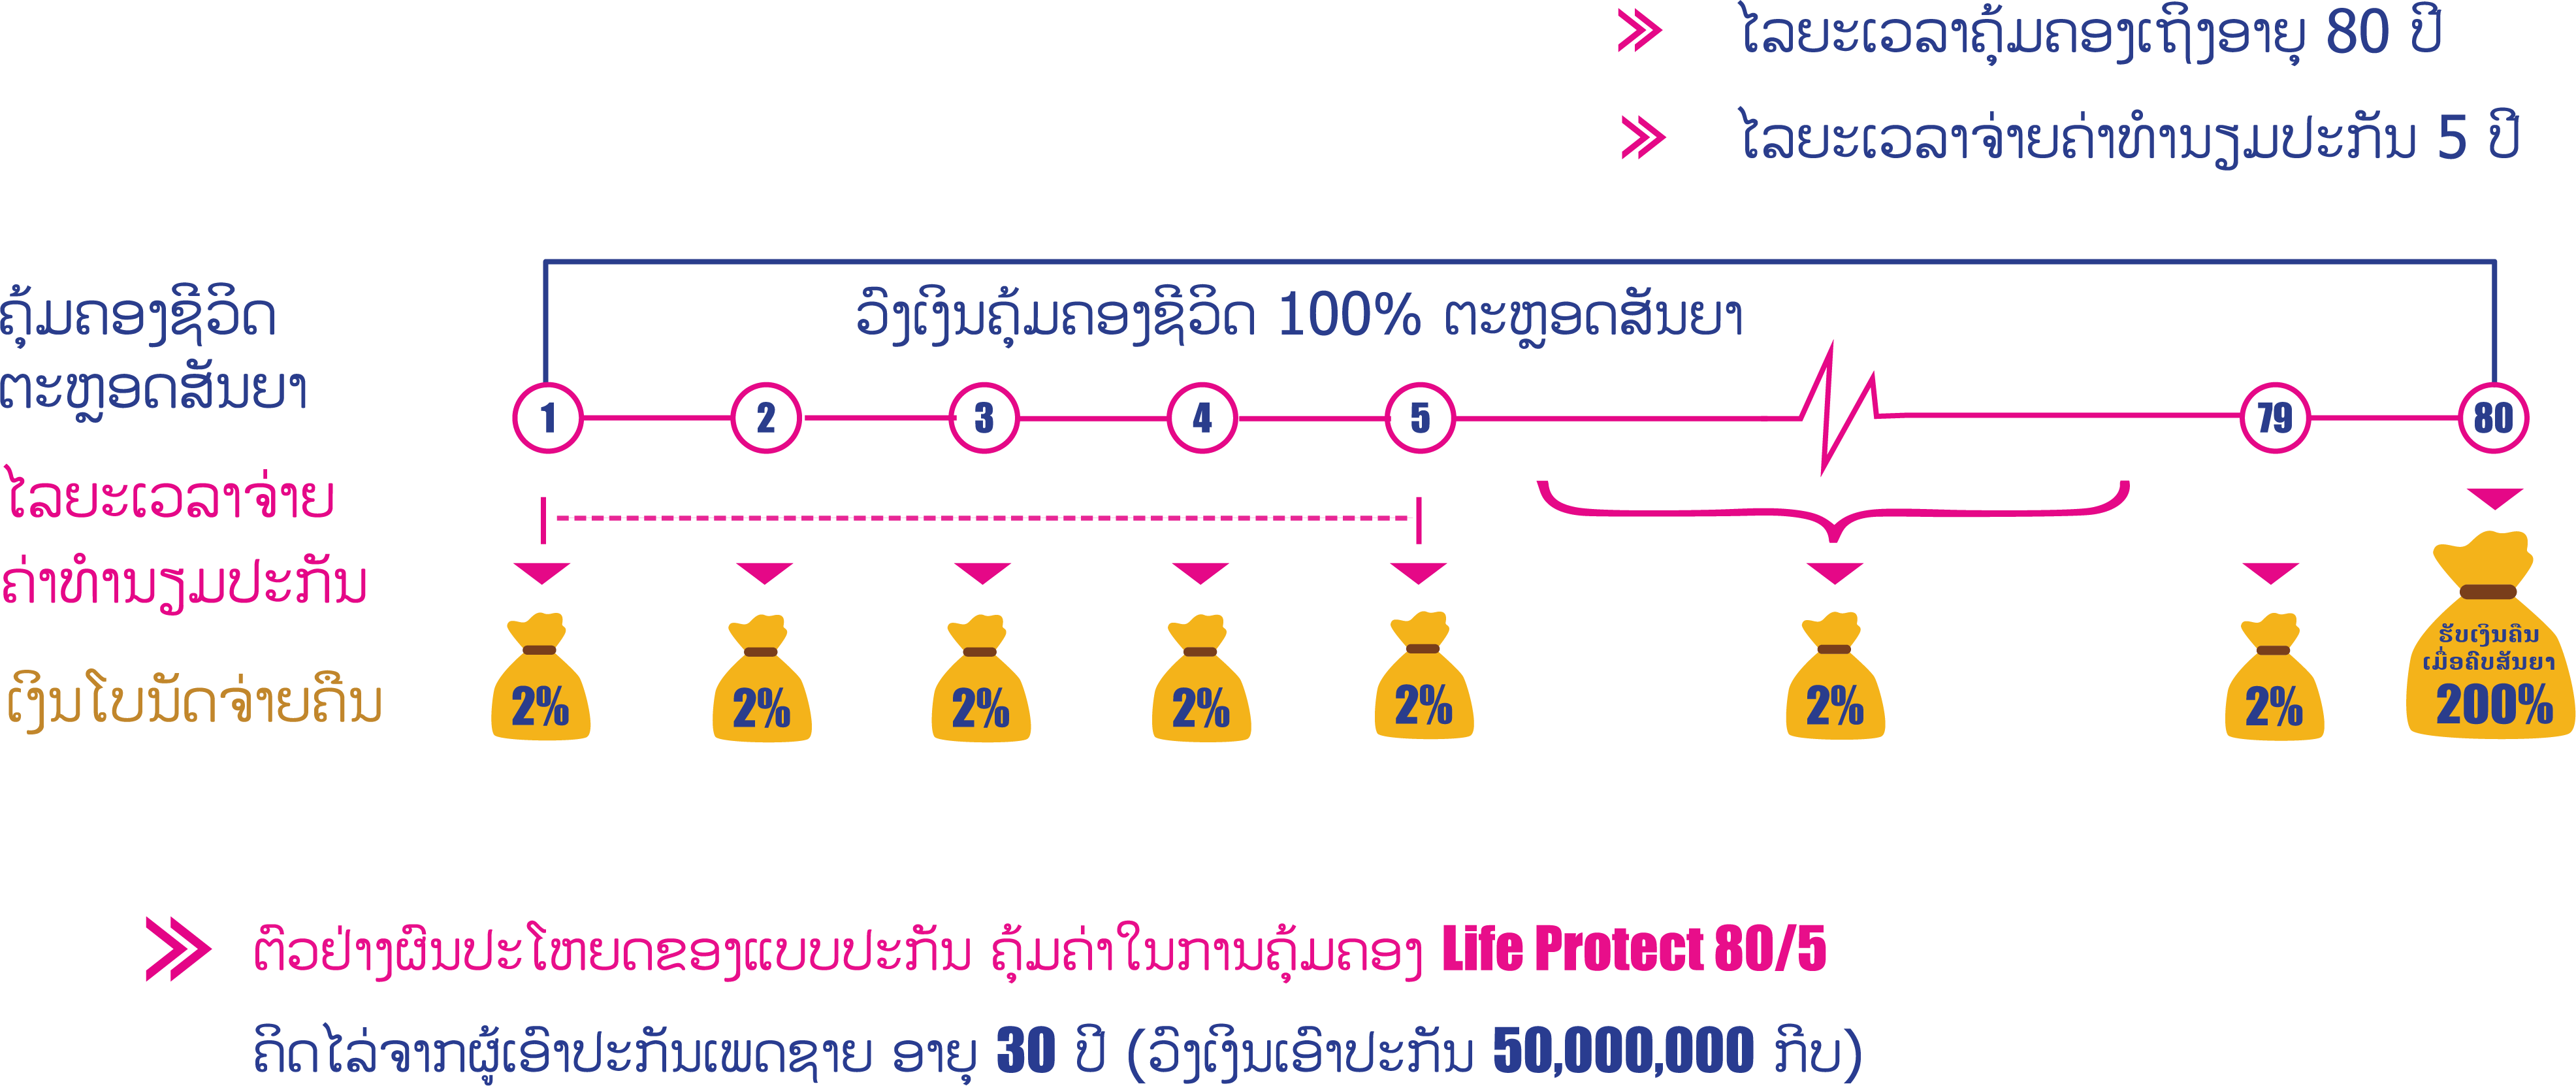 ໄລຍະເວລາຄຸ້ມຄອງເຖິງອາຍຸ 80 ປີ
ໄລຍະເວລາຈ່າຍຄ່າທຳນຽມປະກັນ 5 ປີ
ຄຸ້ມຄອງຊີວິດ
ຕະຫຼອດສັນຍາ
ວົງເງິນຄຸ້ມຄອງຊີວິດ 100% ຕະຫຼອດສັນຍາ
1 2 3 4 5 79 80
ໄລຍະເວລາຈ່າຍ
ຄ່າທຳນຽມປະກັນ
ເງິນໂບນັດຈ່າຍຄືນ
2% 2% 2% 2% 2% 2% 2%
ຮັບເງິນຄືນ
ເມື່ອຄົບສັນຍາ
200%
ຕົວຢ່າງຜົນປະໂຫຍດຂອງແບບປະກັນ ຄຸ້ມຄ່າໃນການຄຸ້ມຄອງ Life Protect 80/5
ຄິດໄລ່ຈາກຜູ້ເອົາປະກັນເພດຊາຍ ອາຍຸ 30 ປີ (ວົງເງິນເອົາປະກັນ 50,000,000 ກີບ)